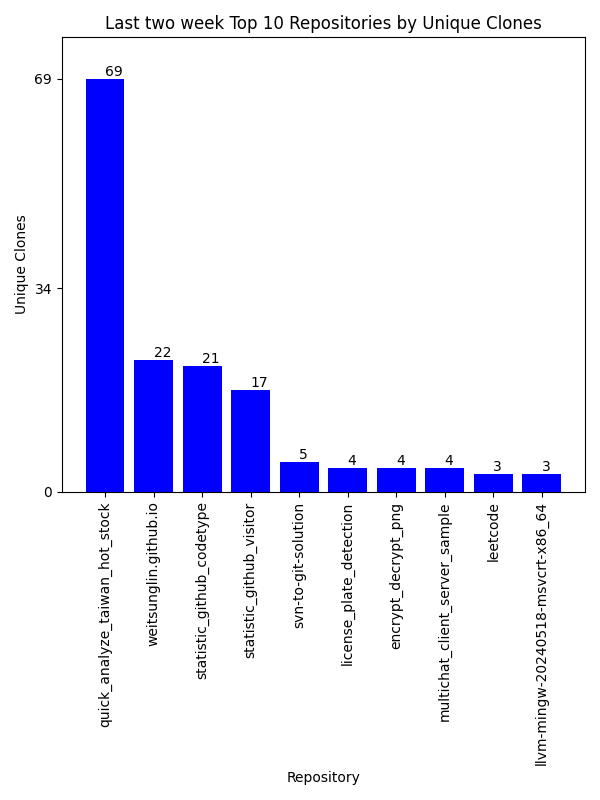 Last two week Top 10 Repositories by Unique Clones
Unique Clones
69
34
0
69
22
21
17
5
4
4
4
3
3
quick_analyze_taiwan_hot_stock
weitsunglin.github.io
statistic_github_codetype
statistic_github_visitor
svn-to-git-solution
license_plate_detection
encrypt_decrypt_png
multichat_client_server_sample
leetcode
llvm-mingw-20240518-msvcrt-x86_64
Repository